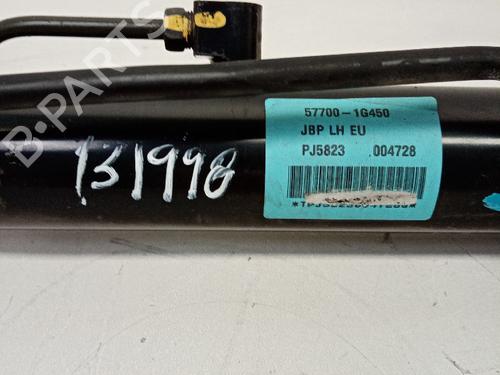 B-PARTS
57700-1G450
JBP LH EU
PJ5823 004728
131998